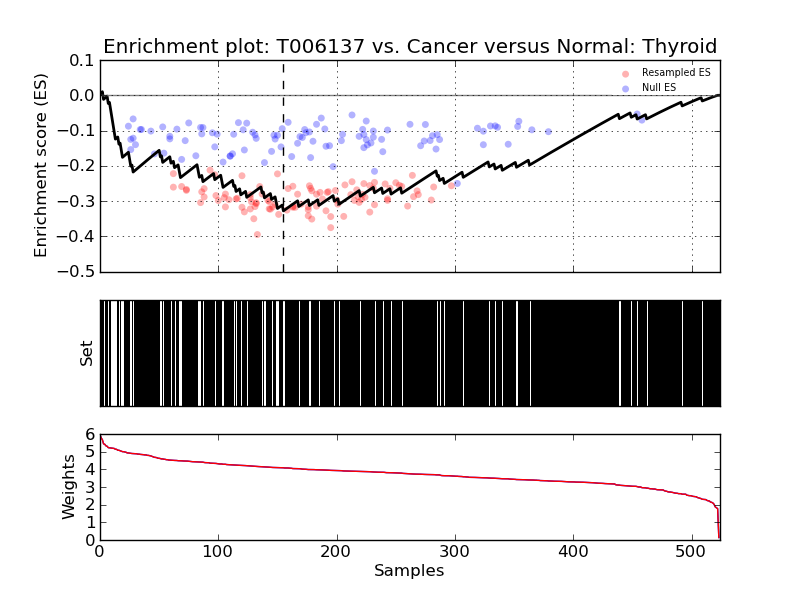 Enrichment plot: T006137 vs. Cancer versus Normal: Thyroid
Enrichment score (ES)
0.1
0.0
−0.1
−0.2
−0.3
−0.4
−0.5
Resampled ES
Null ES
Set
Weights
6
5
4
3
2
1
0
0 100 200 300 400 500
Samples